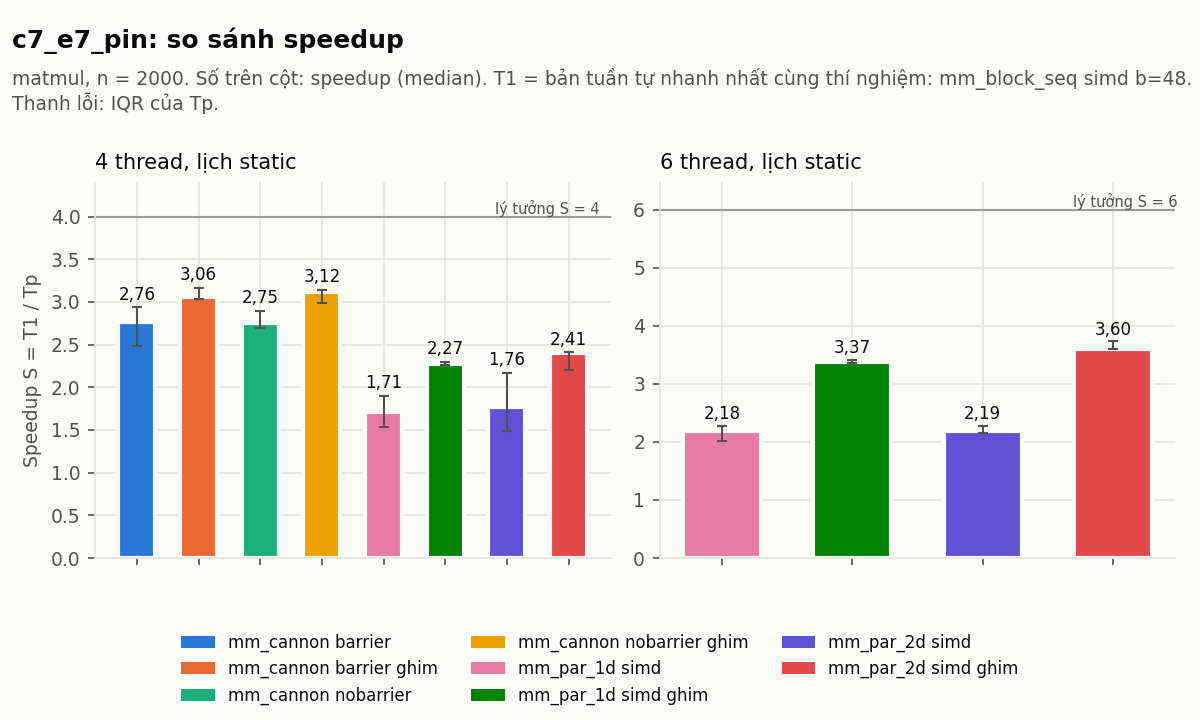 c7_e7_pin: so sánh speedup
matmul, n = 2000. Số trên cột: speedup (median). T1 = bản tuần tự nhanh nhất cùng thí nghiệm: mm_block_seq simd b=48.
Thanh lỗi: IQR của Tp.
4 thread, lịch static
Speedup S = T1 / Tp
4.0
3.5
3.0
2.5
2.0
1.5
1.0
0.5
0.0
lý tưởng S = 4
2,76
3,06
2,75
3,12
1,71
2,27
1,76
2,41
6 thread, lịch static
6
5
4
3
2
1
0
lý tưởng S = 6
2,18
3,37
2,19
3,60
mm_cannon barrier
mm_cannon barrier ghim
mm_cannon nobarrier
mm_cannon nobarrier ghim
mm_par_1d simd
mm_par_1d simd ghim
mm_par_2d simd
mm_par_2d simd ghim